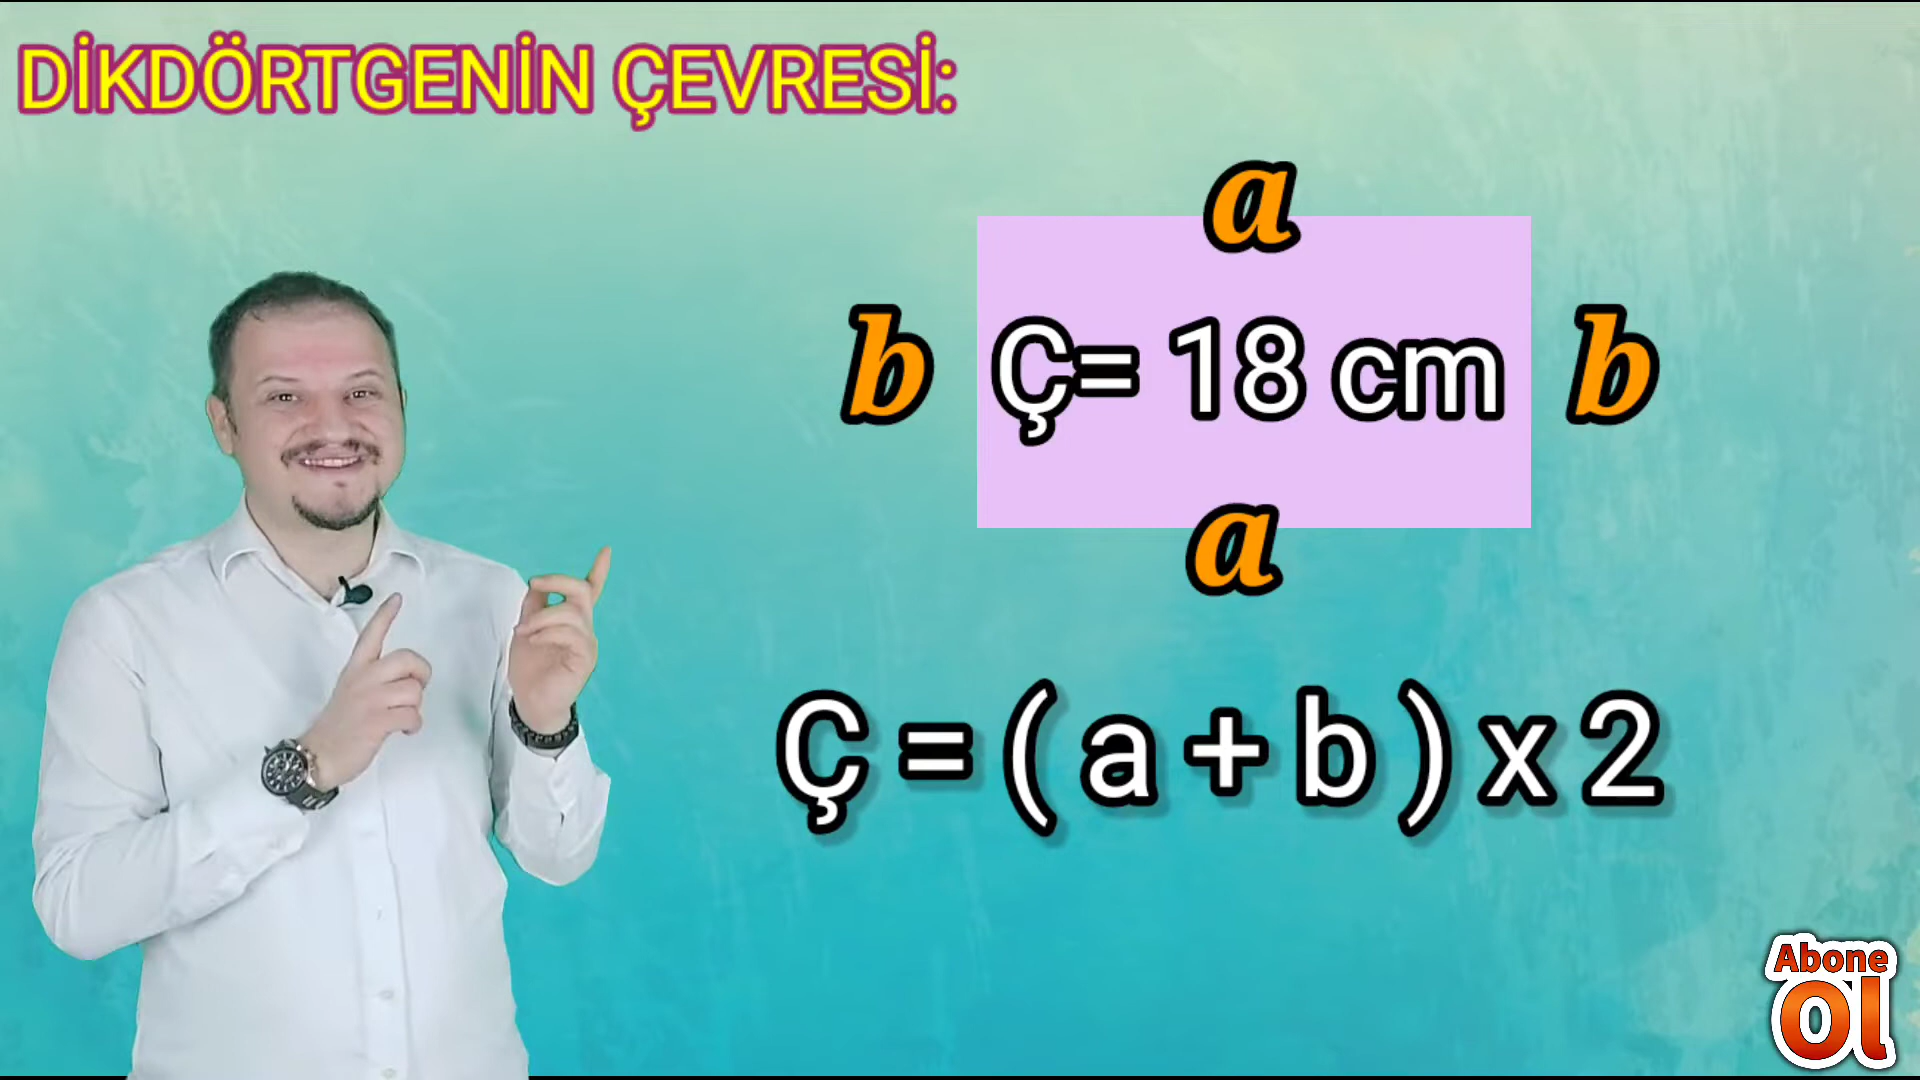 DİKDÖRTGENİN ÇEVRESİ:
a
b Ç= 18 cm b
a
Ç = ( a + b ) x 2
Abone
Ol